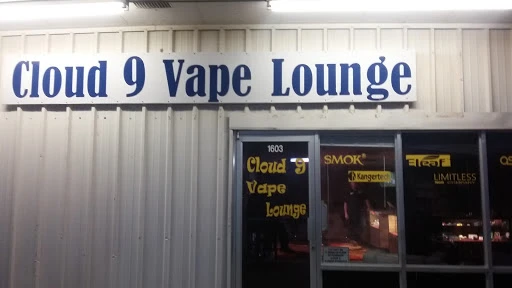 Cloud 9 Vape Lounge
1603
Cloud 9
Vape
Lounge
SMOK
Kangertech
Eleaf
LIMITLESS